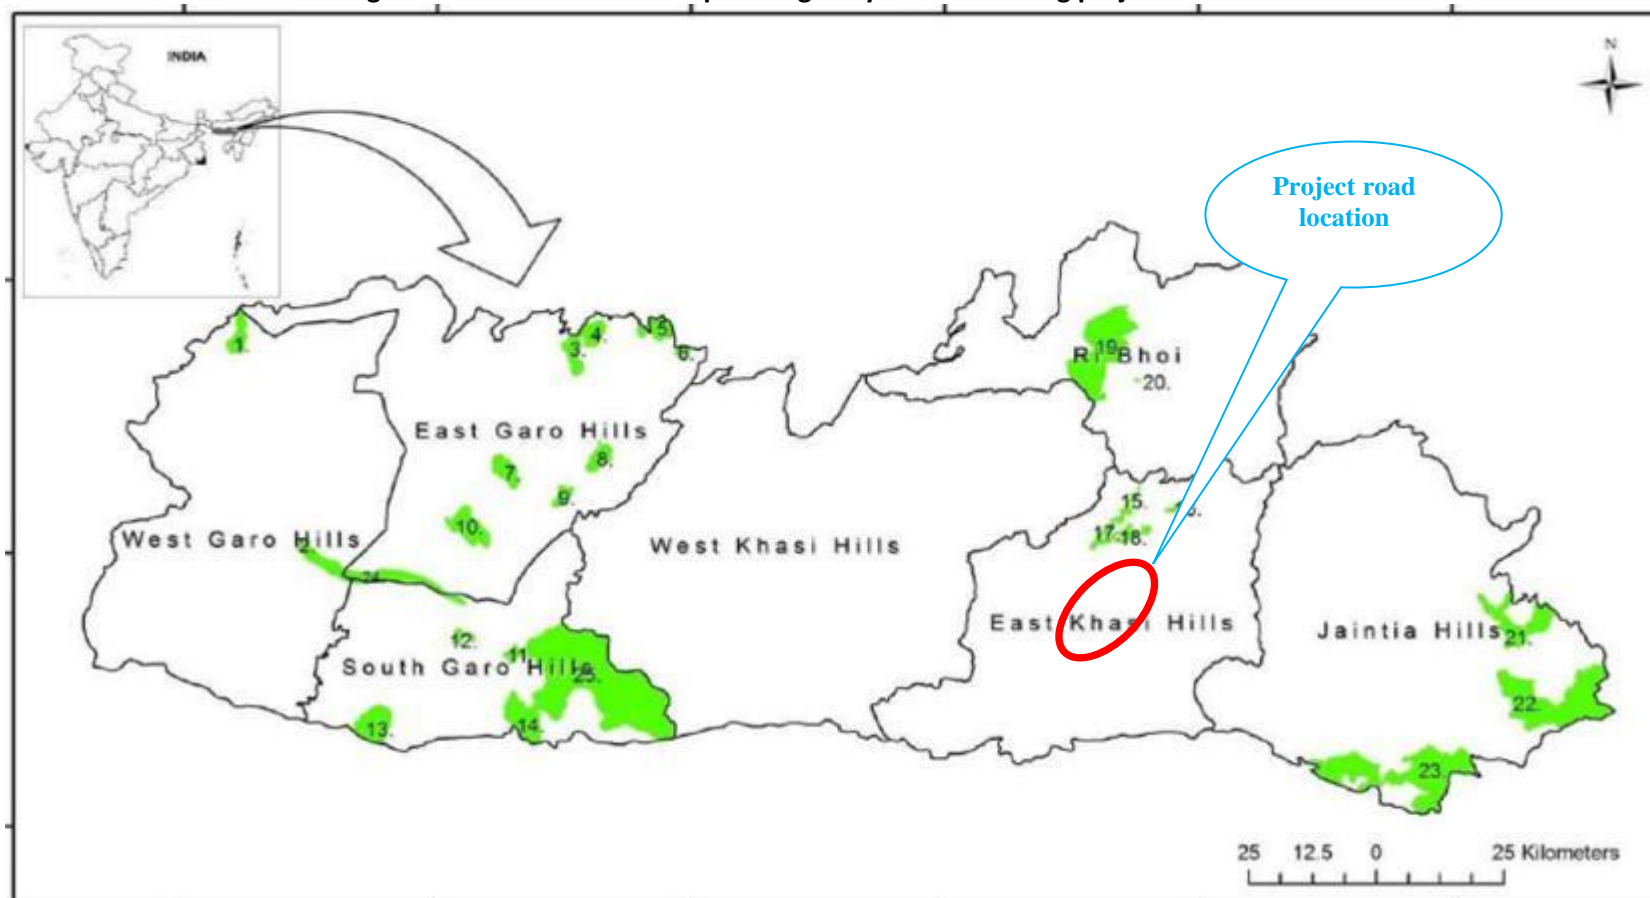 INDIA
N
Project road
location
1.
3.
4.
5.
6.
19.
Ri Bhoi
20.
East Garo Hills
7.
8.
9.
10.
15.
17.
18.
West Garo Hills
2.
24.
West Khasi Hills
East Khasi Hills
Jaintia Hills
21.
12.
11.
South Garo Hills
25.
22.
13.
14.
23.
25 12.5 0 25 Kilometers